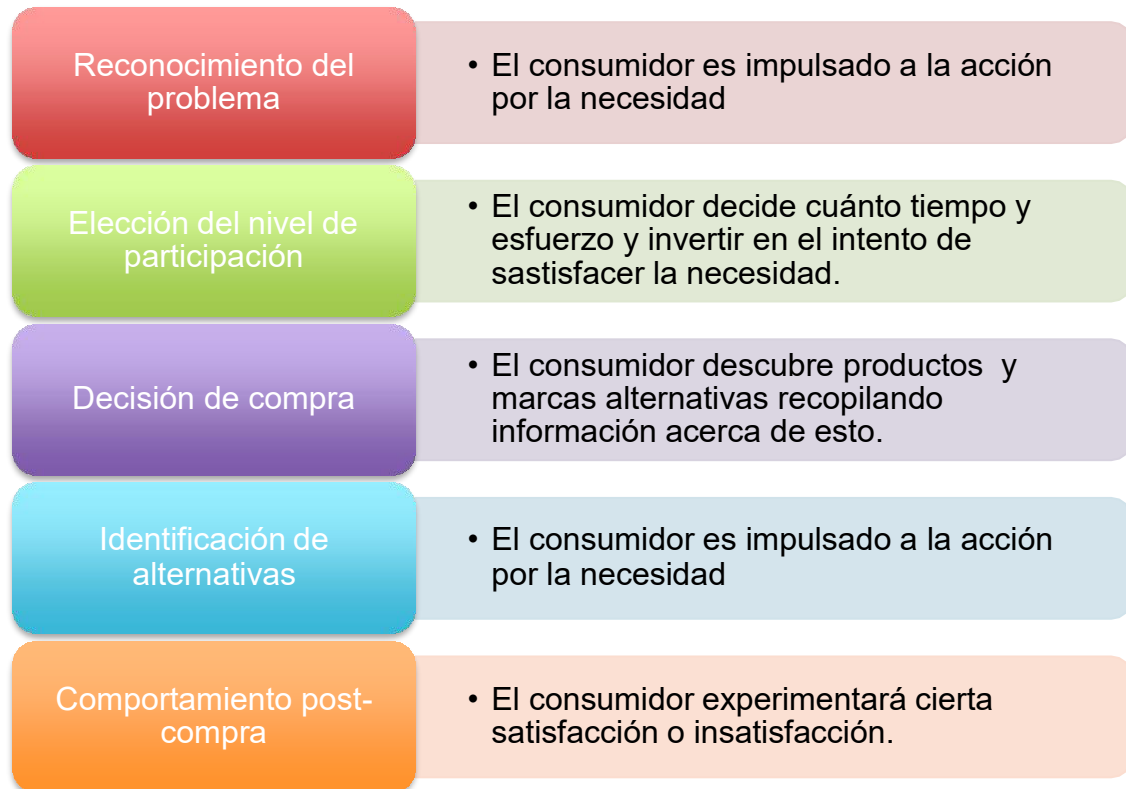 Reconocimiento del
problema
• El consumidor es impulsado a la acción
por la necesidad
Elección del nivel de
participación
• El consumidor decide cuánto tiempo y
esfuerzo y invertir en el intento de
sastisfacer la necesidad.
Decisión de compra
• El consumidor descubre productos  y
marcas alternativas recopilando
información acerca de esto.
Identificación de
alternativas
• El consumidor es impulsado a la acción
por la necesidad
Comportamiento post-
compra
• El consumidor experimentará cierta
satisfacción o insatisfacción.